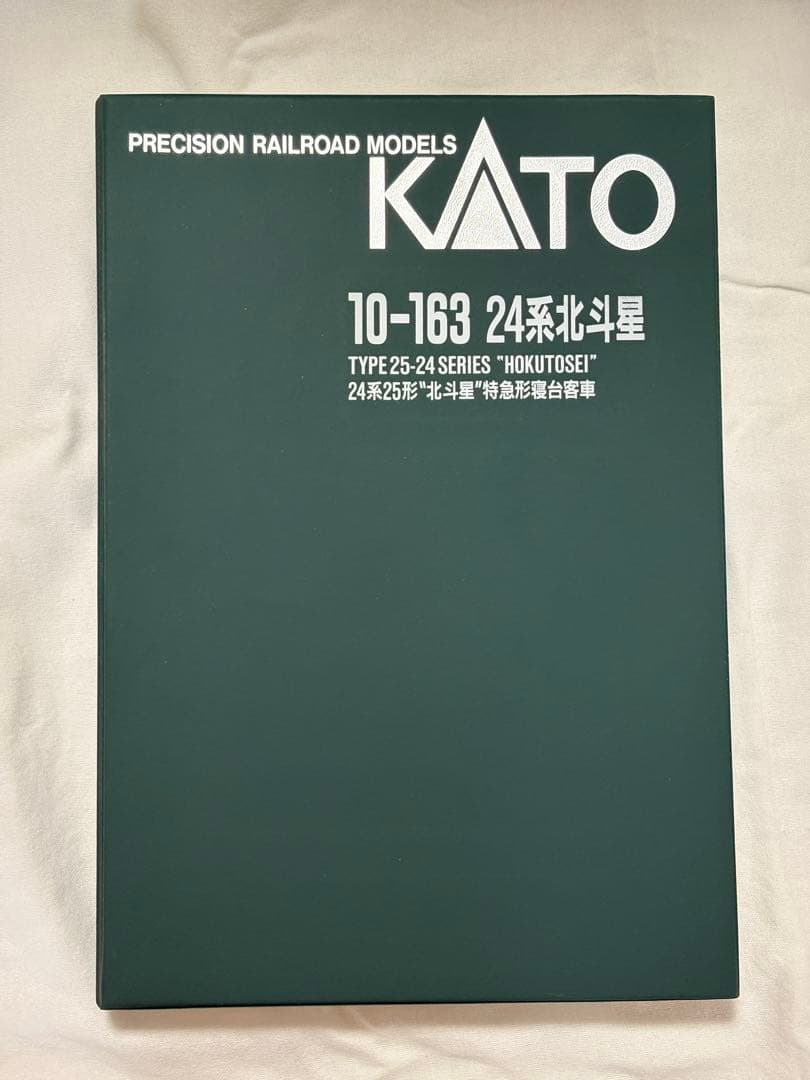 PRECISION RAILROAD MODELS
KATO
10-163 24系北斗星
TYPE 25-24 SERIES "HOKUTOSEI"
24系25形"北斗星"特急形寝台客車